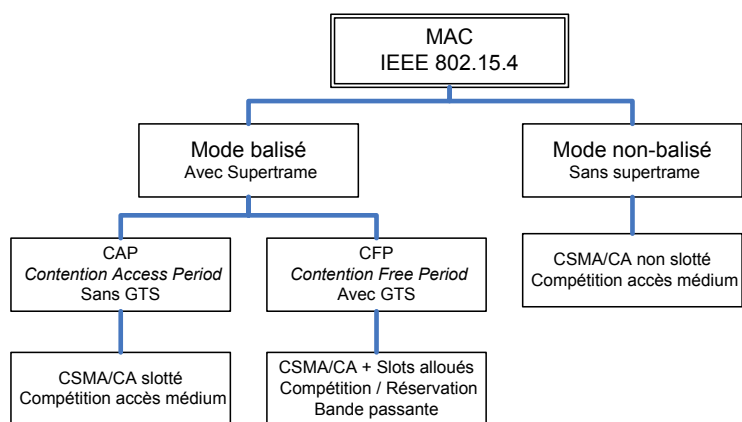 MAC
IEEE 802.15.4
Mode balisé
Avec Supertrame
Mode non-balisé
Sans supertrame
CAP
Contention Access Period
Sans GTS
CFP
Contention Free Period
Avec GTS
CSMA/CA non slotté
Compétition accès médium
CSMA/CA slotté
Compétition accès médium
CSMA/CA + Slots alloués
Compétition / Réservation
Bande passante